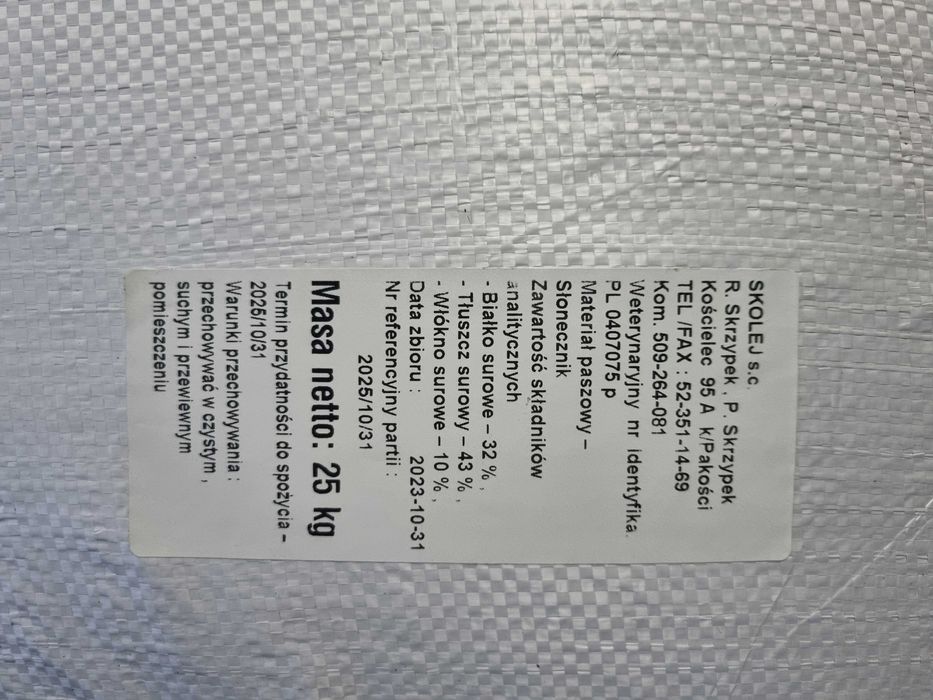 SKOLEJ s.c.
R. Skrzypek , P. Skrzypek
Kościelec 95 A k/Pakości
TEL /FAX : 52-351-14-69
Kom. 509-264-081
Weterynaryjny nr identyfika.
PL 0407075 p
Materiał paszowy –
Słonecznik
Zawartość składników
analitycznych
- Białko surowe – 32 % ,
- Tłuszcz surowy – 43 % ,
- Włókno surowe – 10 % ,
Data zbioru : 2023-10-31
Nr referencyjny partii :
2025/10/31
Masa netto: 25 kg
Termin przydatności do spożycia –
2025/10/31
Warunki przechowywania :
przechowywać w czystym ,
suchym i przewiewnym
pomieszczeniu